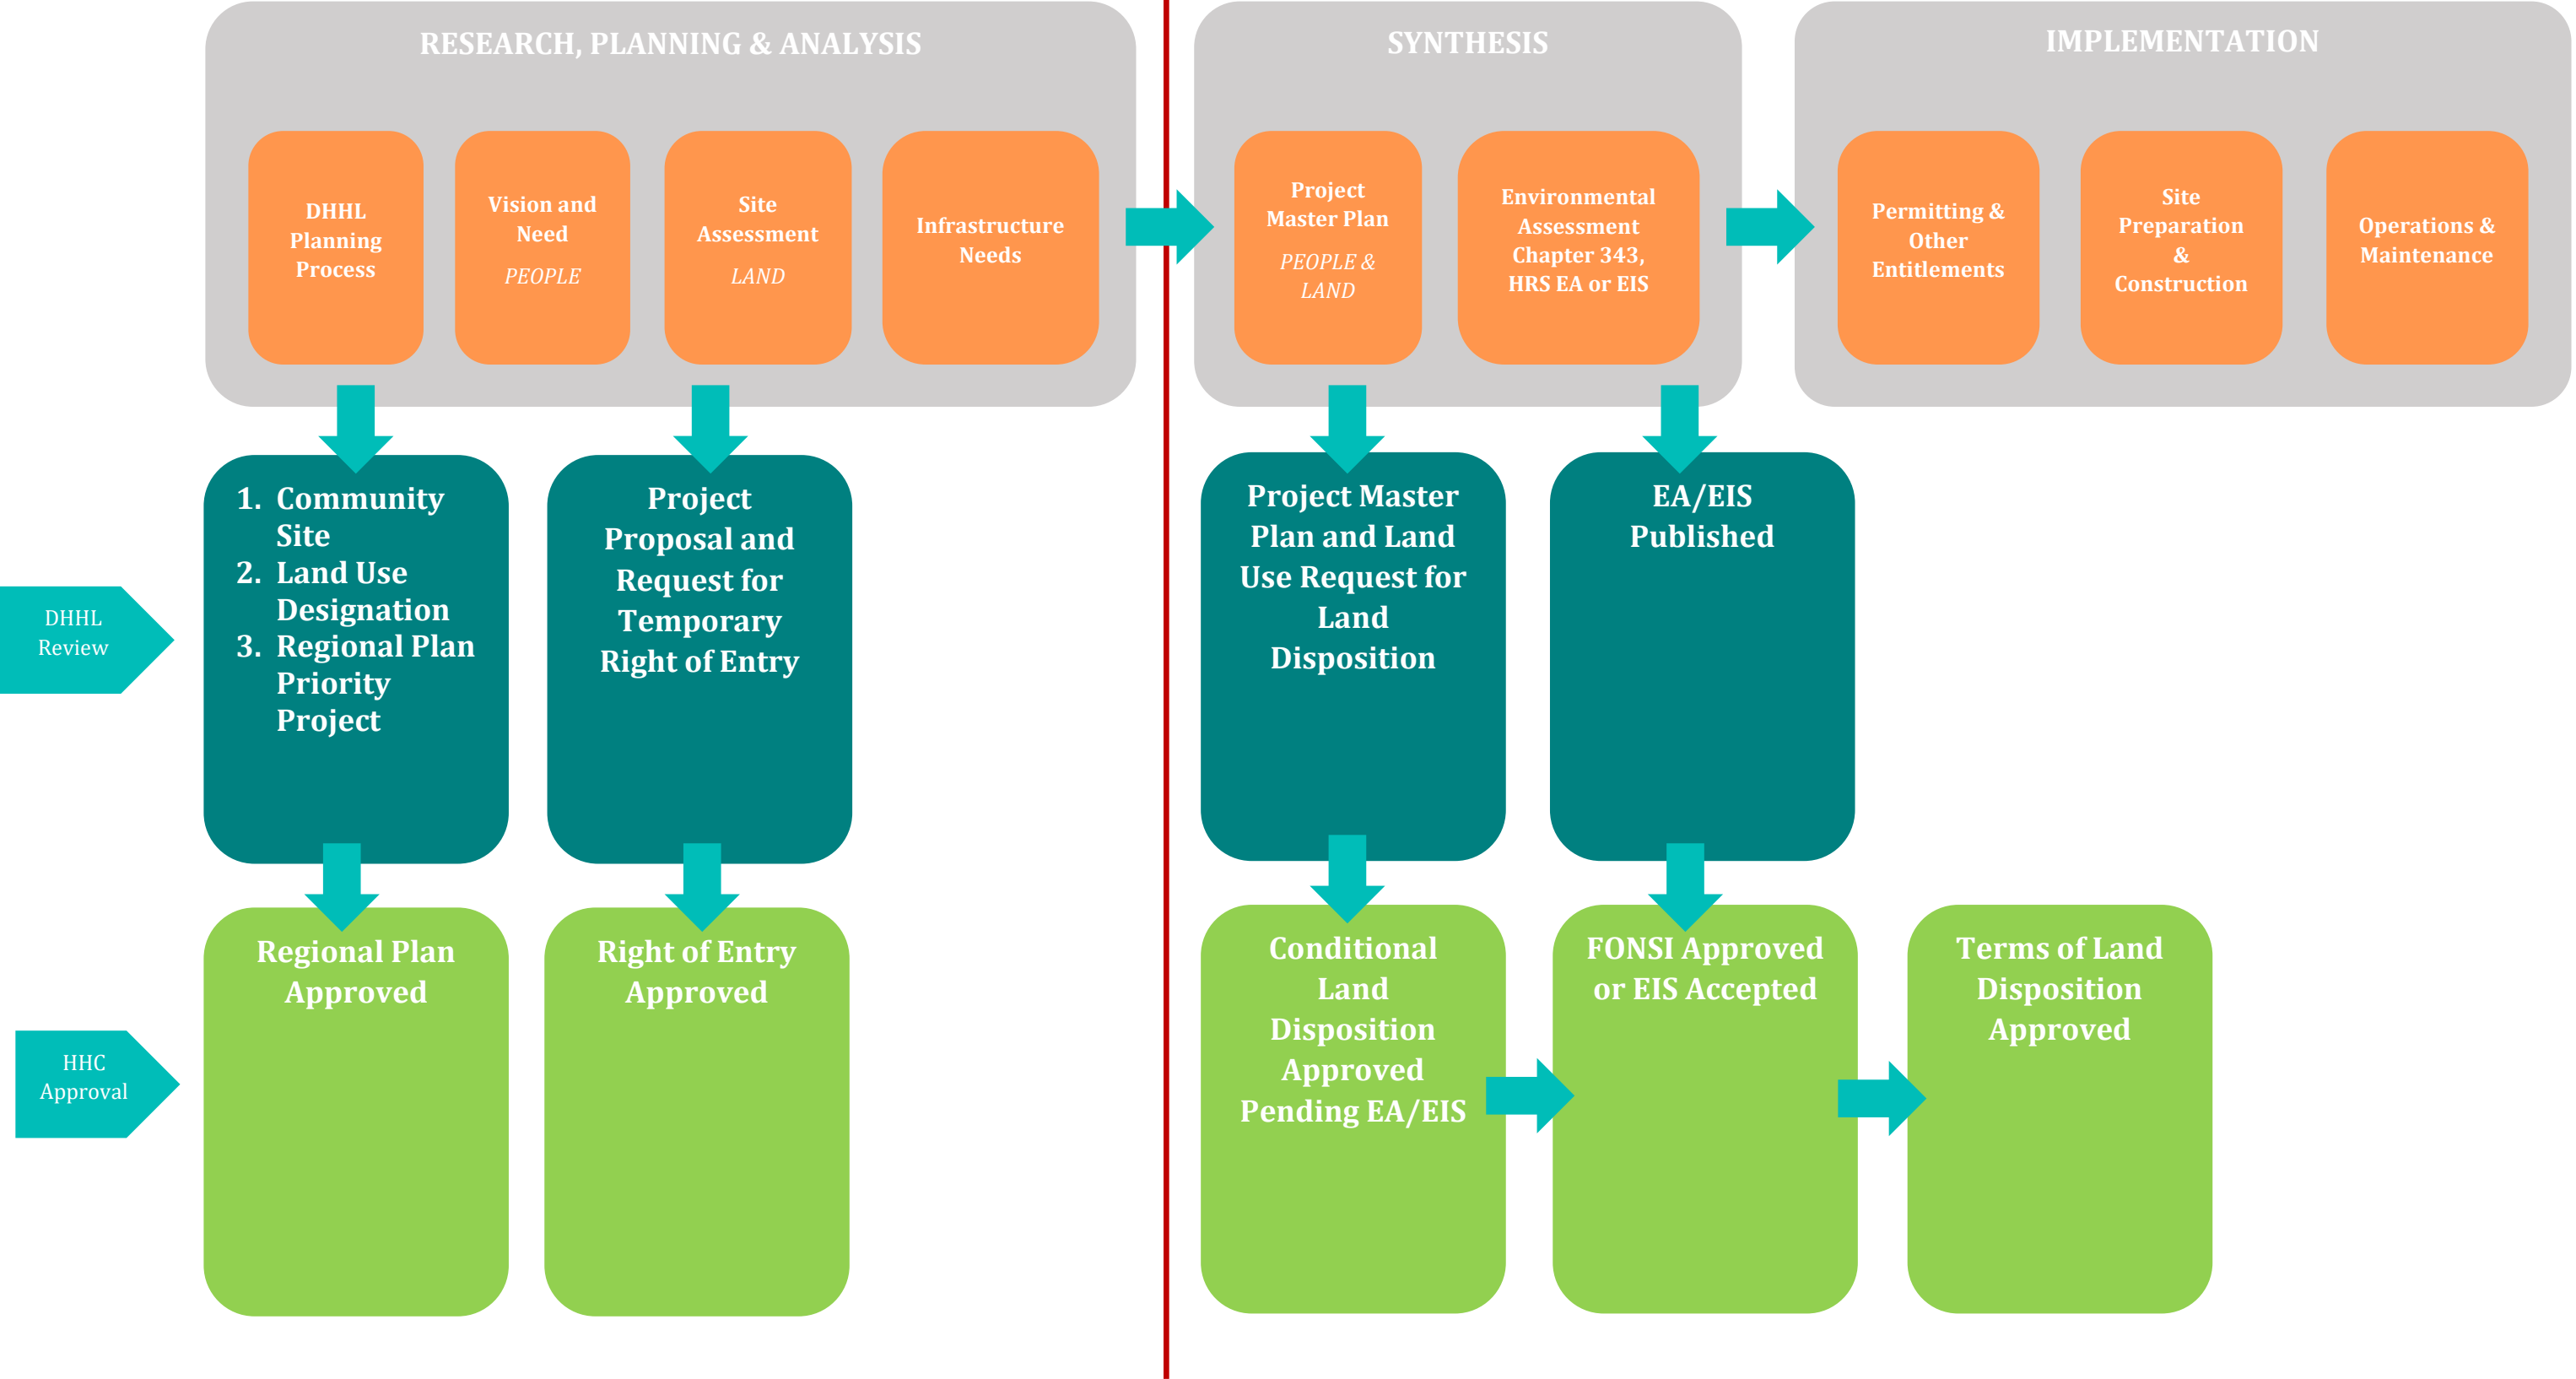 RESEARCH, PLANNING & ANALYSIS
DHHL
Planning
Process
Vision and
Need
PEOPLE
Site
Assessment
LAND
Infrastructure
Needs
SYNTHESIS
Project
Master Plan
PEOPLE &
LAND
Environmental
Assessment
Chapter 343,
HRS EA or EIS
IMPLEMENTATION
Permitting &
Other
Entitlements
Site
Preparation
&
Construction
Operations &
Maintenance
DHHL
Review
1. Community
Site
2. Land Use
Designation
3. Regional Plan
Priority
Project
Project
Proposal and
Request for
Temporary
Right of Entry
Project Master
Plan and Land
Use Request for
Land
Disposition
EA/EIS
Published
HHC
Approval
Regional Plan
Approved
Right of Entry
Approved
Conditional
Land
Disposition
Approved
Pending EA/EIS
FONSI Approved
or EIS Accepted
Terms of Land
Disposition
Approved